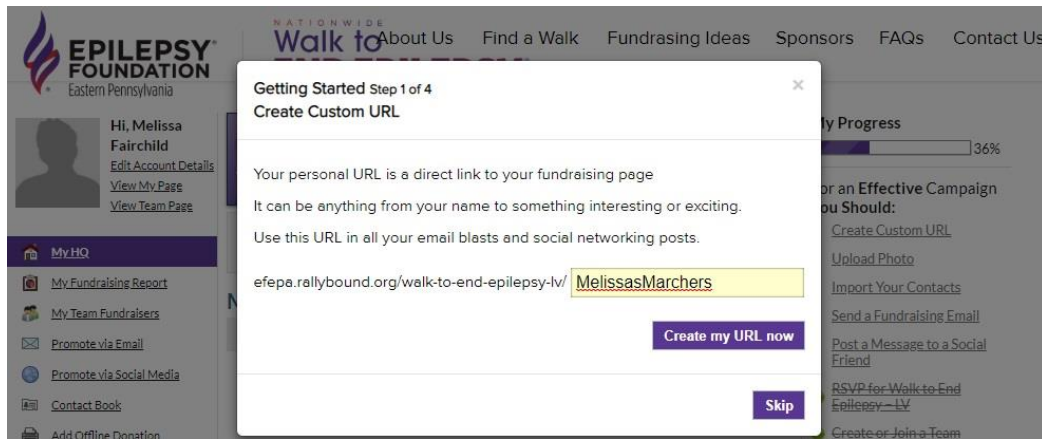 EPILEPSY
FOUNDATION
Eastern Pennsylvania
NATIONWIDE
Walk to
END EPILEPSY
About Us Find a Walk Fundrasing Ideas Sponsors FAQs Contact Us
Hi, Melissa
Fairchild
Edit Account Details
View My Page
View Team Page
My HQ
My Fundraising Report
My Team Fundraisers
Promote via Email
Promote via Social Media
Contact Book
Add Offline Donation
Getting Started Step 1 of 4
×
Create Custom URL
Your personal URL is a direct link to your fundraising page
It can be anything from your name to something interesting or exciting.
Use this URL in all your email blasts and social networking posts.
efepa.rallybound.org/walk-to-end-epilepsy-lv/ MelissasMarchers
Create my URL now
Skip
ly Progress
36%
or an Effective Campaign
ou Should:
Create Custom URL
Upload Photo
Import Your Contacts
Send a Fundraising Email
Post a Message to a Social
Friend
RSVP for Walk to End
Epilepsy – LV
Create or Join a Team